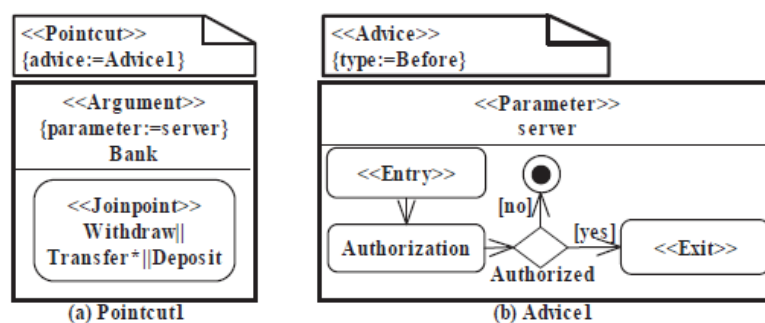 <<Pointcut>>
{advice:=Advice1}
<<Argument>>
{parameter:=server}
Bank
<<Joinpoint>>
Withdraw||
Transfer*||Deposit
(a) Pointcut1
<<Advice>>
{type:=Before}
<<Parameter>>
server
<<Entry>>
[no]
[yes]
Authorization
<<Exit>>
Authorized
(b) Advice1